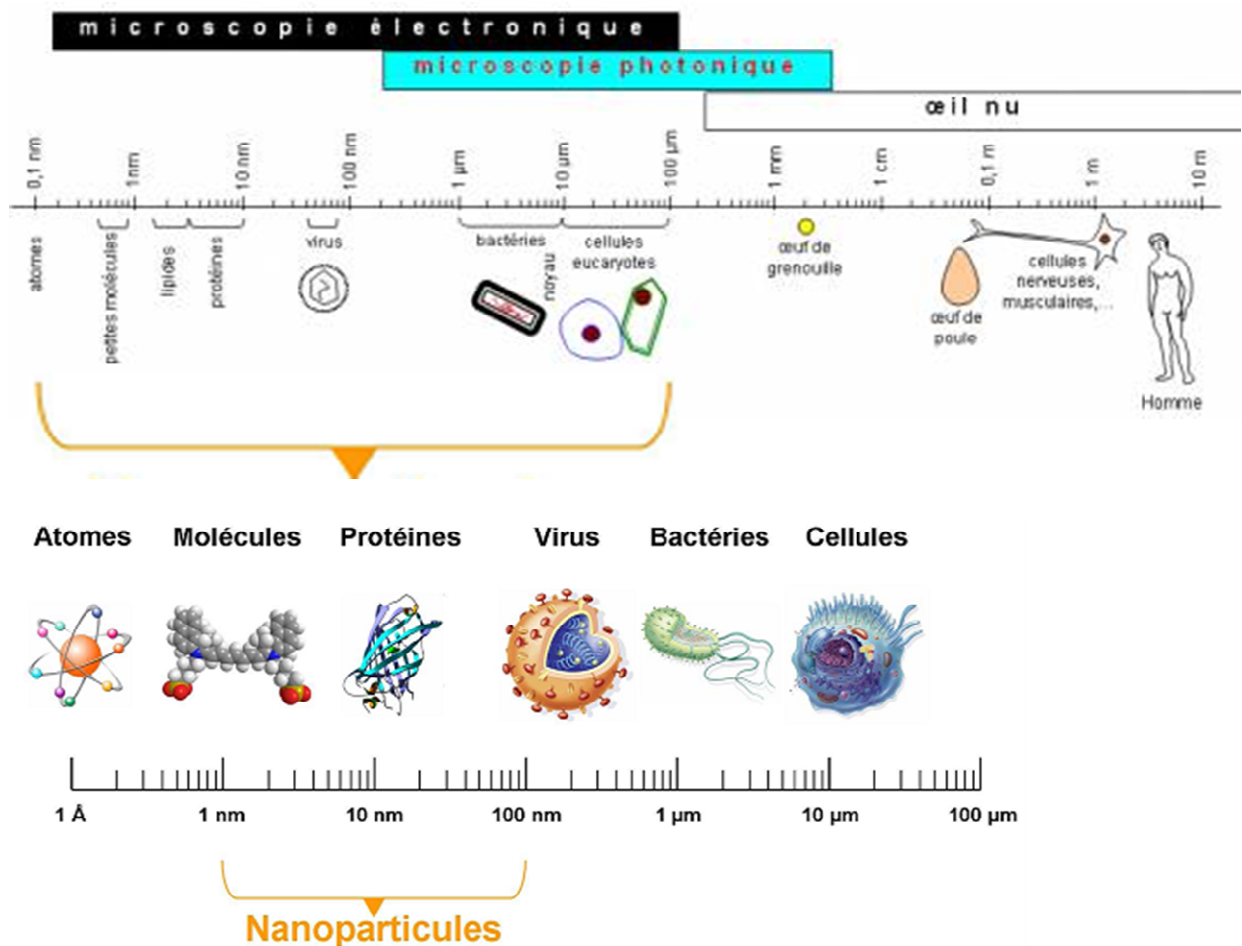 microscopie électronique
microscopie photonique
œil nu
0,1 nm
1nm
10 nm
100 nm
1 µm
10 µm
100 µm
1 mm
1 cm
0,1 m
1 m
10 m
atomes
petites molécules
lipides
protéines
virus
bactéries
noyau
cellules
eucaryotes
œuf de
grenouille
œuf de
poule
cellules
nerveuses,
musculaires,...
Homme
Atomes Molécules Protéines Virus Bactéries Cellules
1 Å 1 nm 10 nm 100 nm 1 µm 10 µm 100 µm
Nanoparticules